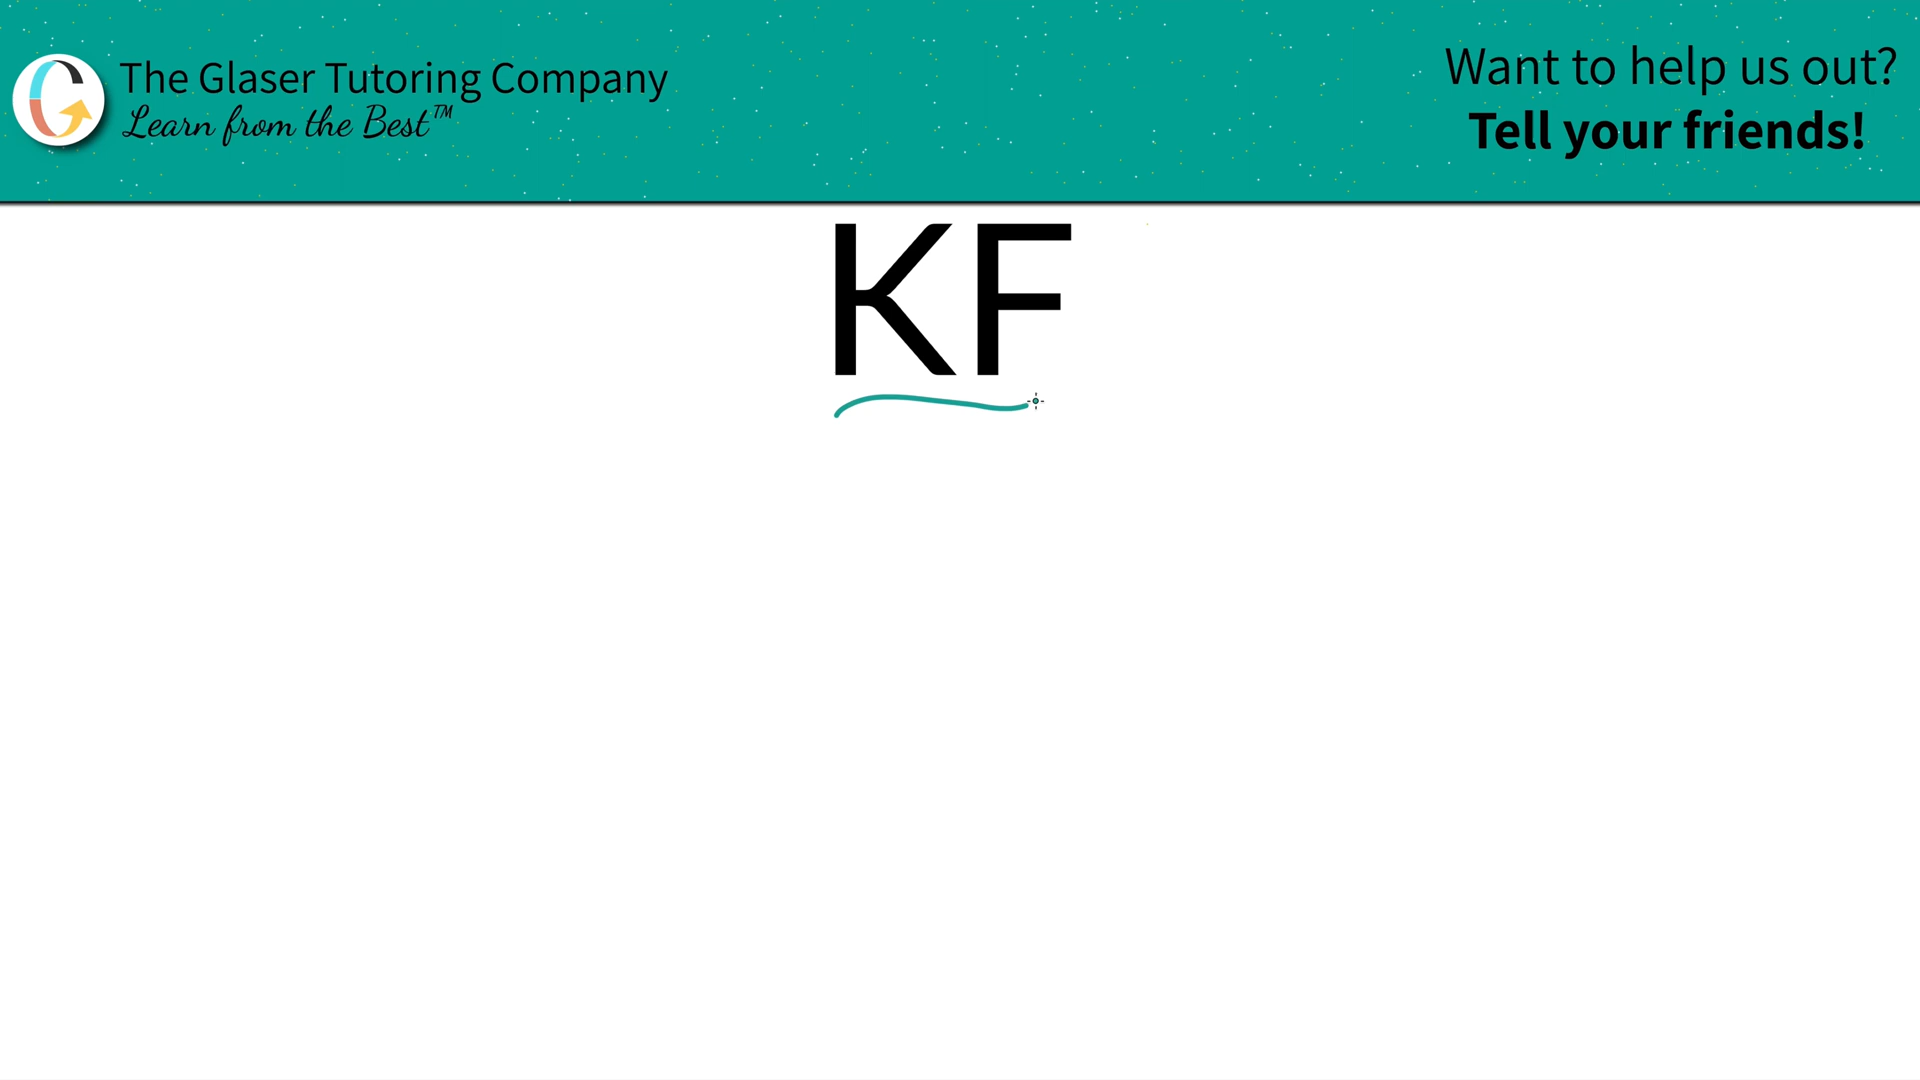 The Glaser Tutoring Company
Learn from the Best™
Want to help us out?
Tell your friends!
KF